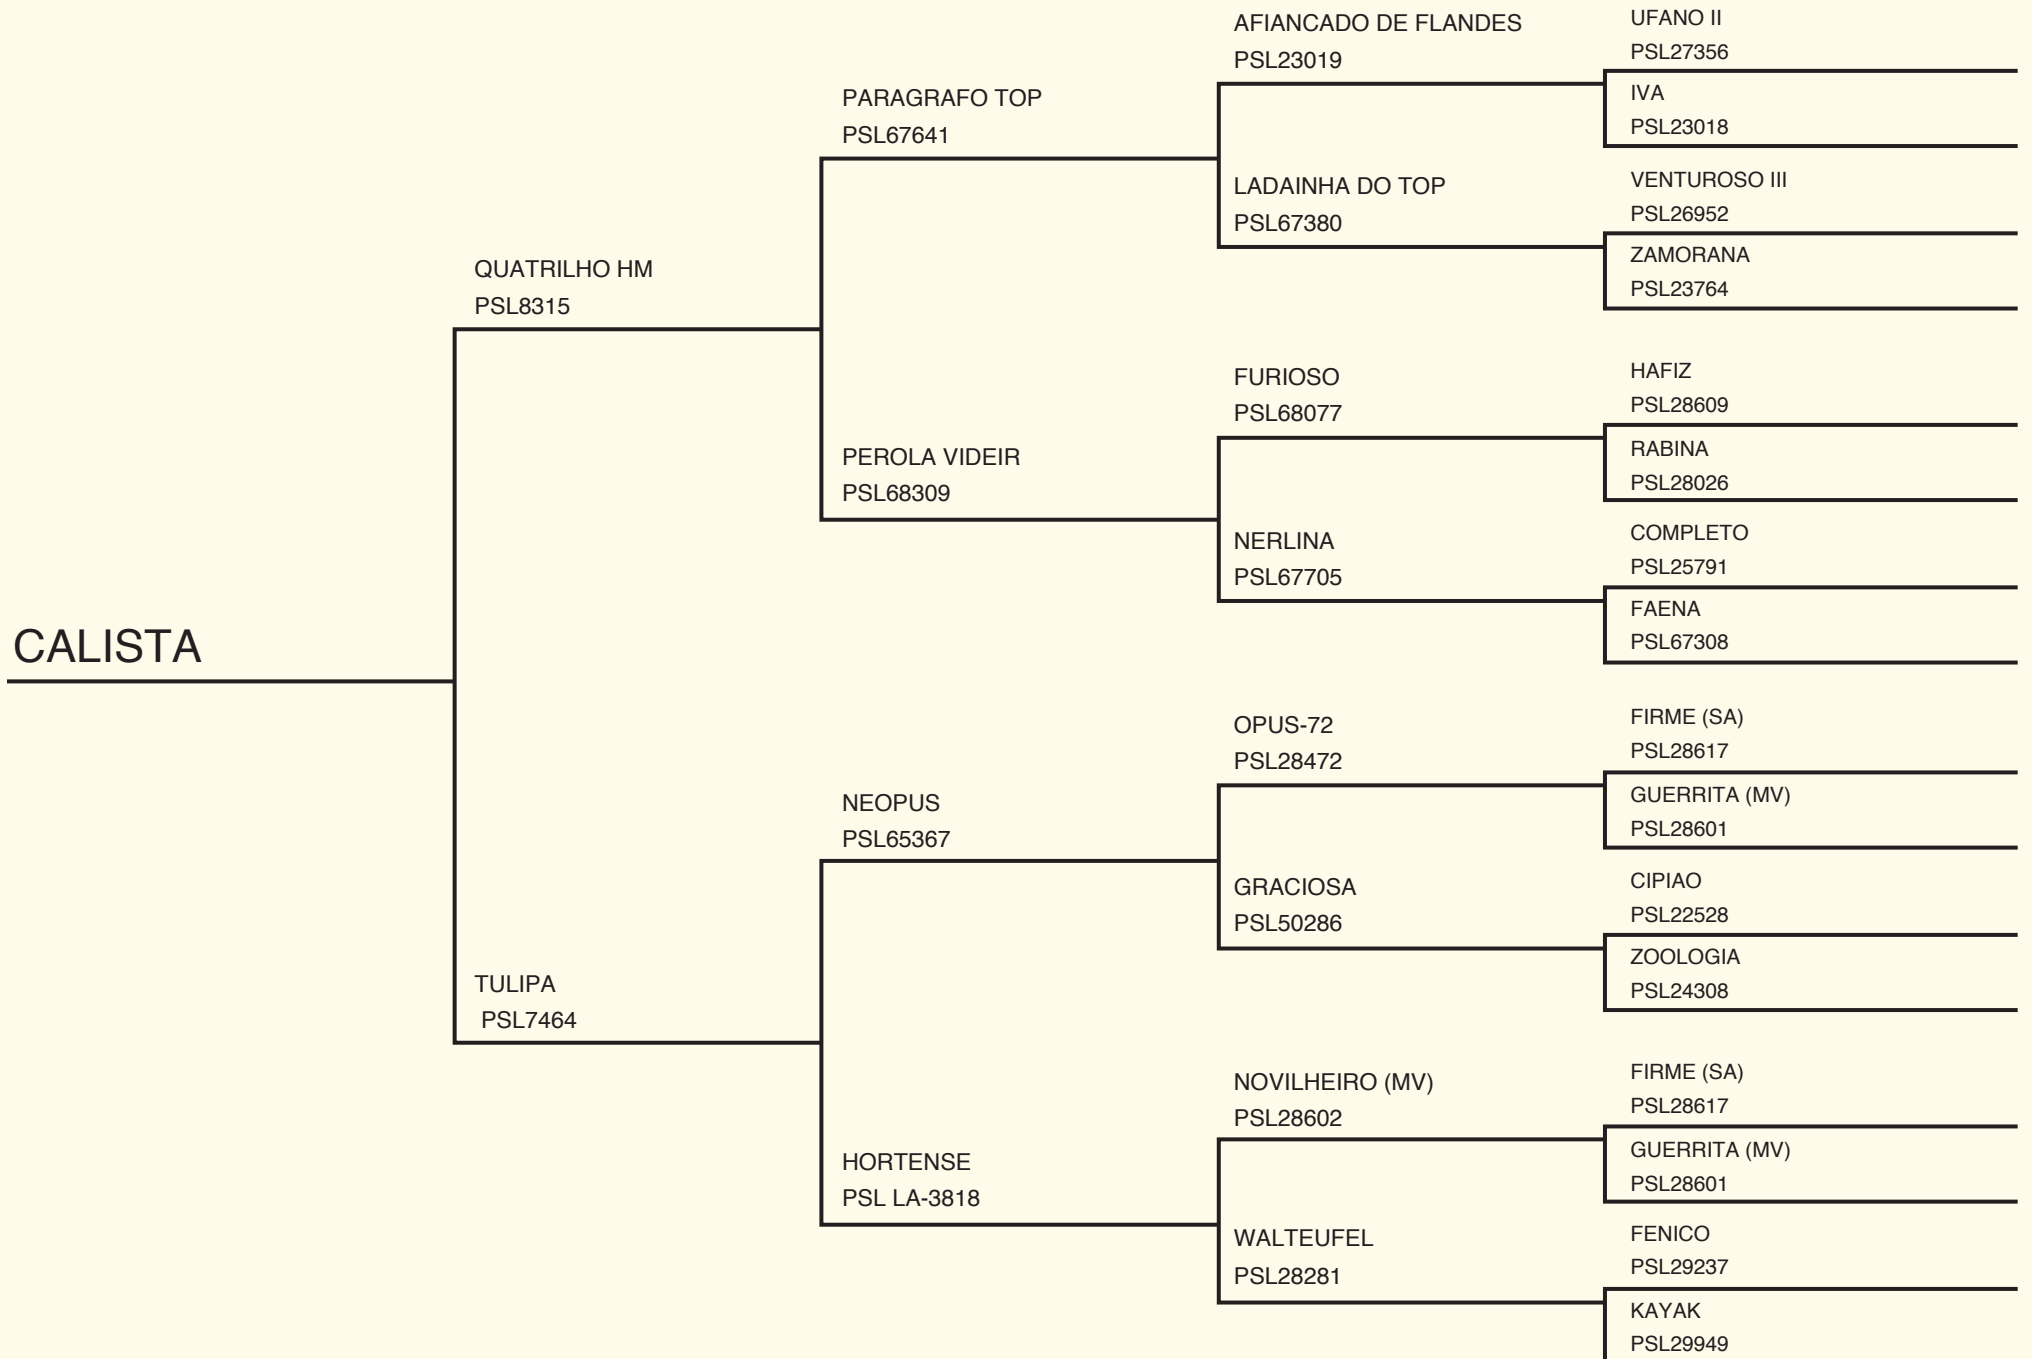 AFIANCADO DE FLANDES
PSL23019
UFANO II
PSL27356
IVA
PSL23018
PARAGRAFO TOP
PSL67641
LADAINHA DO TOP
PSL67380
VENTUROSO III
PSL26952
ZAMORANA
PSL23764
QUATRILHO HM
PSL8315
FURIOSO
PSL68077
HAFIZ
PSL28609
RABINA
PSL28026
PEROLA VIDEIR
PSL68309
NERLINA
PSL67705
COMPLETO
PSL25791
FAENA
PSL67308
CALISTA
OPUS-72
PSL28472
FIRME (SA)
PSL28617
GUERRITA (MV)
PSL28601
NEOPUS
PSL65367
GRACIOSA
PSL50286
CIPIAO
PSL22528
ZOOLOGIA
PSL24308
TULIPA
PSL7464
NOVILHEIRO (MV)
PSL28602
FIRME (SA)
PSL28617
GUERRITA (MV)
PSL28601
HORTENSE
PSL LA-3818
WALTEUFEL
PSL28281
FENICO
PSL29237
KAYAK
PSL29949